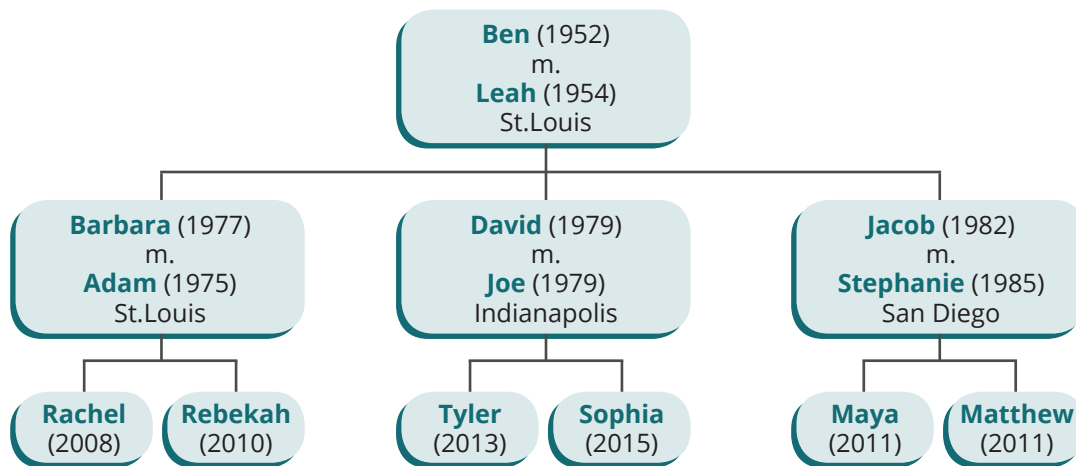 Ben (1952)
m.
Leah (1954)
St.Louis
Barbara (1977)
m.
Adam (1975)
St.Louis
David (1979)
m.
Joe (1979)
Indianapolis
Jacob (1982)
m.
Stephanie (1985)
San Diego
Rachel
(2008)
Rebekah
(2010)
Tyler
(2013)
Sophia
(2015)
Maya
(2011)
Matthew
(2011)